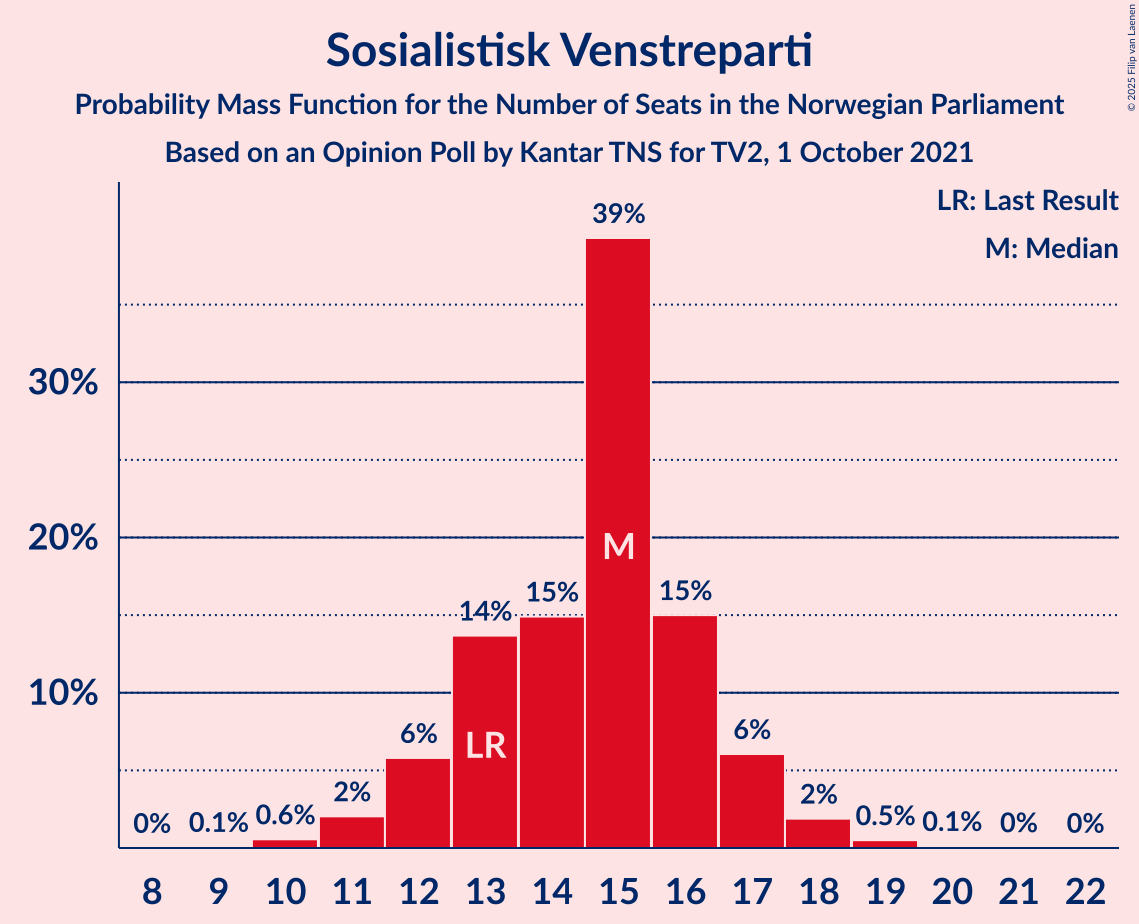 Sosialistisk Venstreparti
Probability Mass Function for the Number of Seats in the Norwegian Parliament
Based on an Opinion Poll by Kantar TNS for TV2, 1 October 2021
© 2025 Filip van Laenen
LR: Last Result
M: Median
39%
30%
20%
10%
M
LR
0% 0.1% 0.6% 2% 6% 14% 15% 15% 6% 2% 0.5% 0.1% 0% 0%
8 9 10 11 12 13 14 15 16 17 18 19 20 21 22